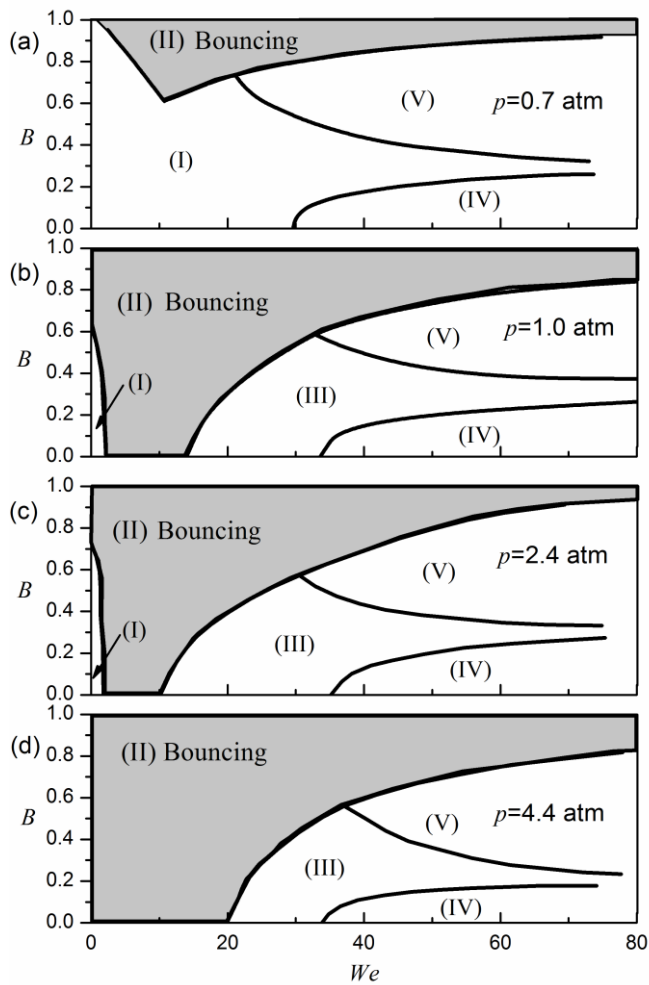 (a)
1.0
0.8
0.6
B
0.4
0.2
0.0
(II) Bouncing
(V)
p=0.7 atm
(I)
(IV)
(b)
1.0
0.8
0.6
B
0.4
0.2
0.0
(II) Bouncing
(V)
p=1.0 atm
(I)
(III)
(IV)
(c)
1.0
0.8
0.6
B
0.4
0.2
0.0
(II) Bouncing
(V)
p=2.4 atm
(I)
(III)
(IV)
(d)
1.0
0.8
0.6
B
0.4
0.2
0.0
(II) Bouncing
(V)
p=4.4 atm
(III)
(IV)
0 20 40 60 80
We